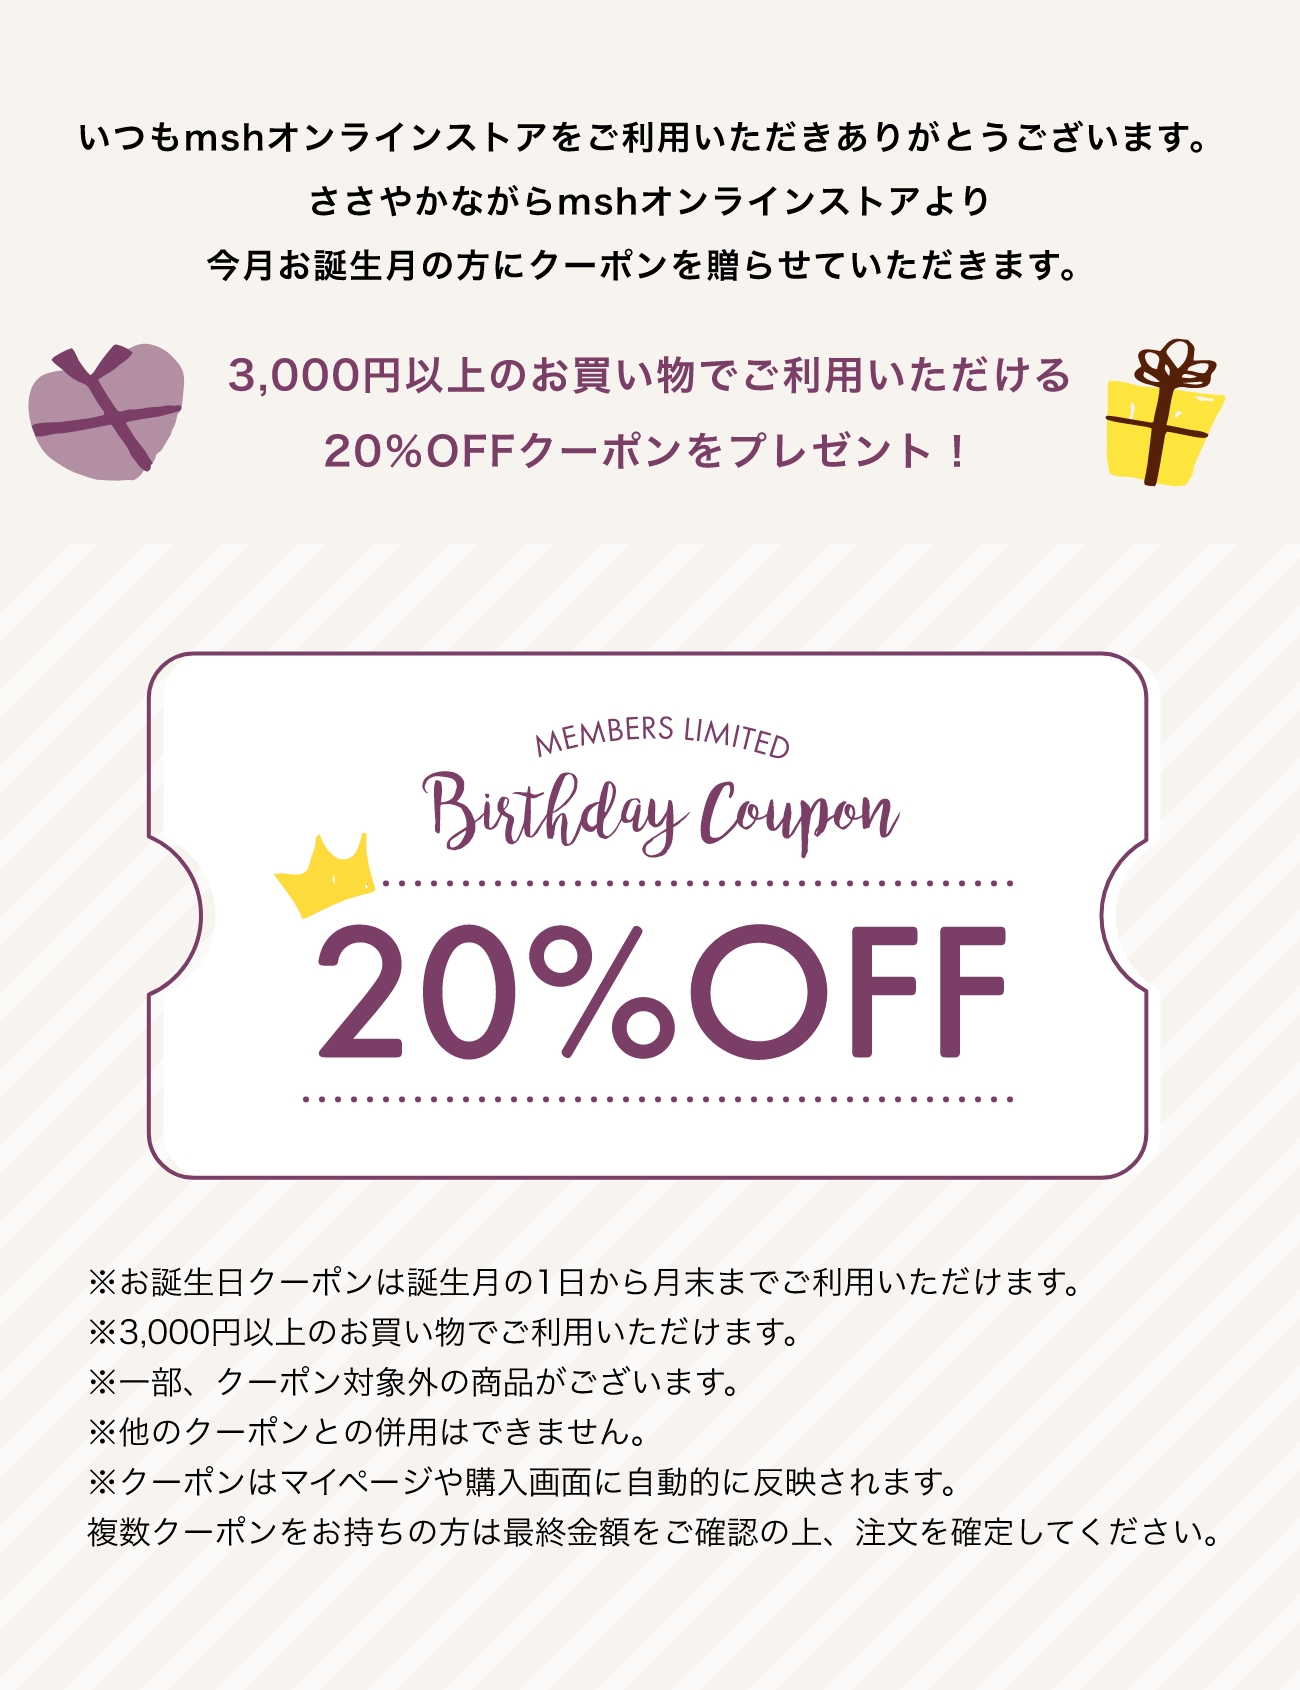 いつもmshオンラインストアをご利用いただきありがとうございます。
ささやかながらmshオンラインストアより
今月お誕生月の方にクーポンを贈らせていただきます。
3,000円以上のお買い物でご利用いただける
20%OFFクーポンをプレゼント！
MEMBERS LIMITED
Birthday Coupon
20%OFF
※お誕生日クーポンは誕生月の1日から月末までご利用いただけます。
※3,000円以上のお買い物でご利用いただけます。
※一部、クーポン対象外の商品がございます。
※他のクーポンとの併用はできません。
※クーポンはマイページや購入画面に自動的に反映されます。
複数クーポンをお持ちの方は最終金額をご確認の上、注文を確定してください。